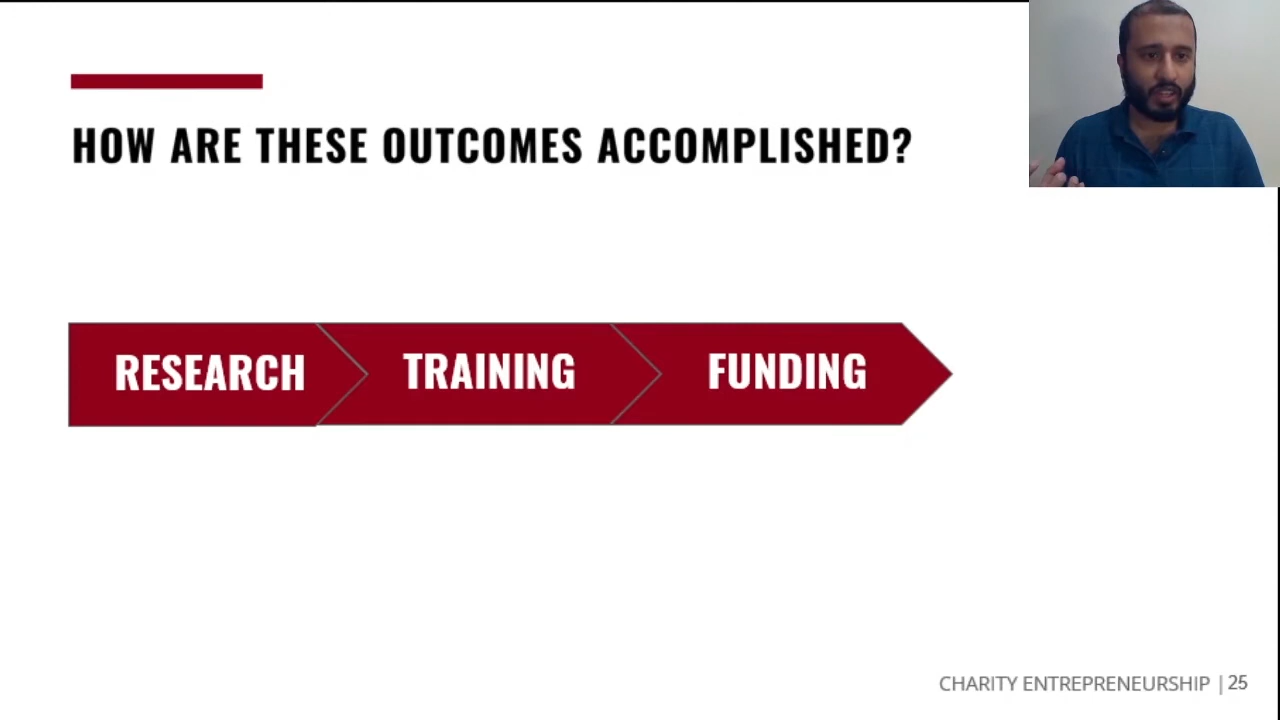 HOW ARE THESE OUTCOMES ACCOMPLISHED?
RESEARCH
TRAINING
FUNDING
CHARITY ENTREPRENEURSHIP | 25